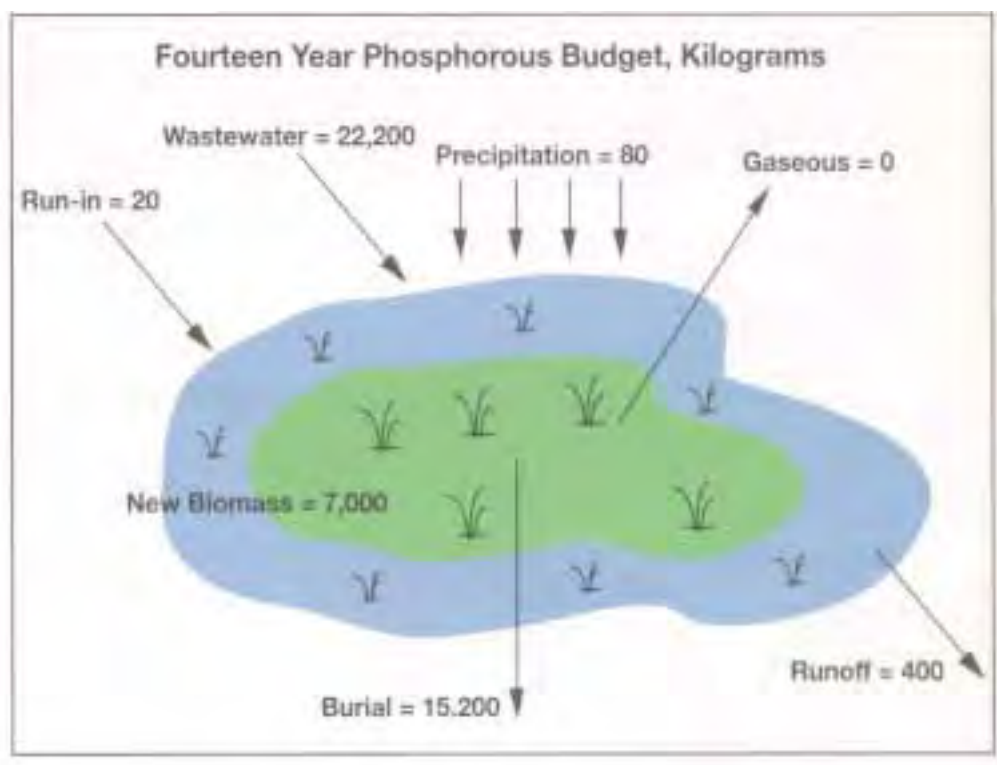 Fourteen Year Phosphorous Budget, Kilograms
Wastewater = 22,200
Precipitation = 80
Gaseous = 0
Run-in = 20
New Biomass = 7,000
Runoff = 400
Burial = 15.200